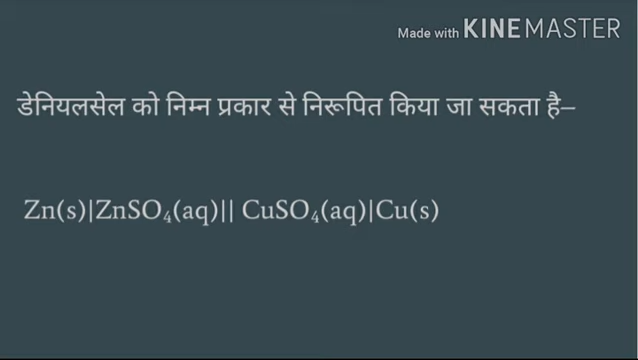 Made with KINEMASTER
डेनियलसेल को निम्न प्रकार से निरूपित किया जा सकता है–
Zn(s)|ZnSO₄(aq)|| CuSO₄(aq)|Cu(s)